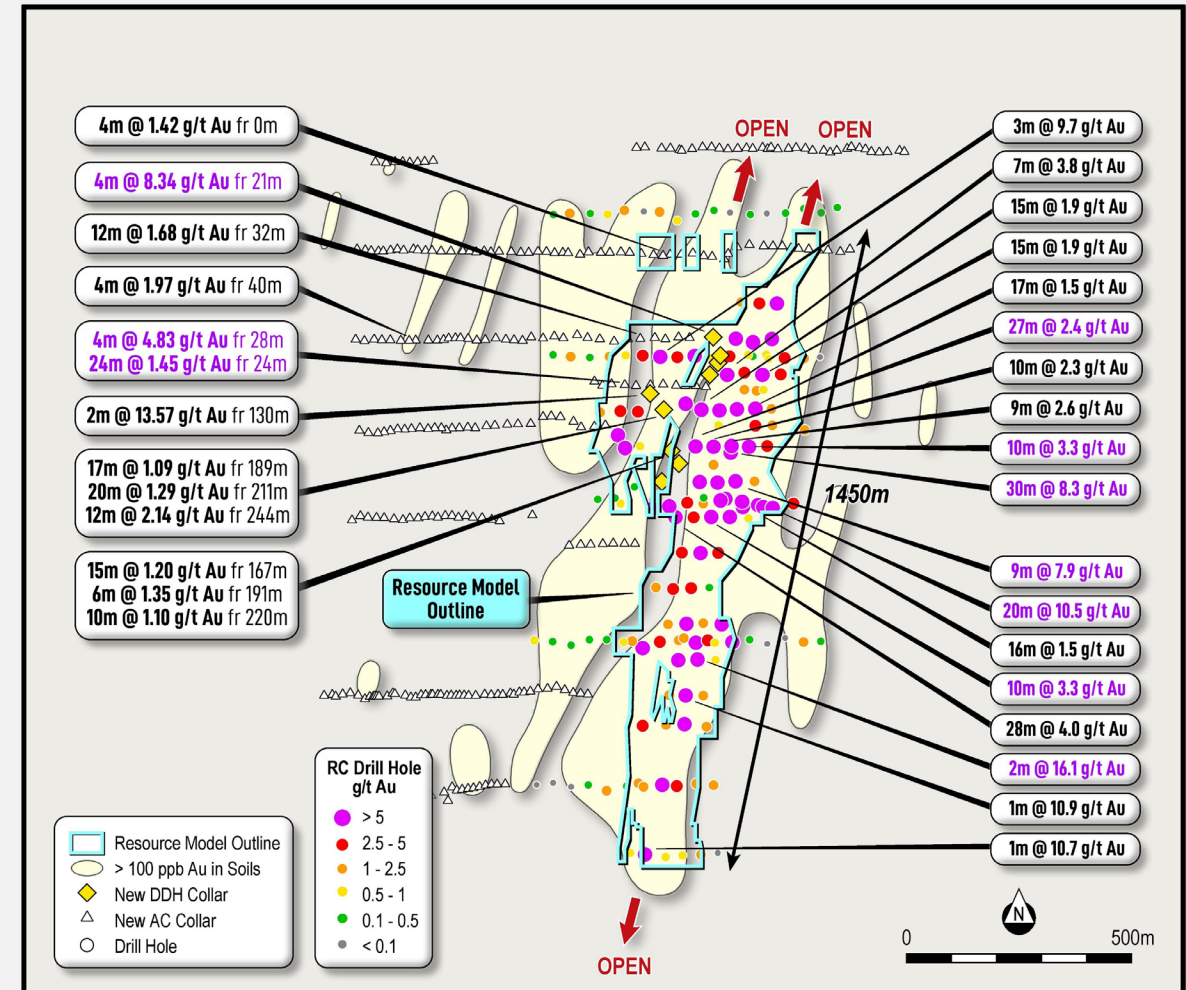 4m @ 1.42 g/t Au fr 0m
4m @ 8.34 g/t Au fr 21m
12m @ 1.68 g/t Au fr 32m
4m @ 1.97 g/t Au fr 40m
4m @ 4.83 g/t Au fr 28m
24m @ 1.45 g/t Au fr 24m
2m @ 13.57 g/t Au fr 130m
17m @ 1.09 g/t Au fr 189m
20m @ 1.29 g/t Au fr 211m
12m @ 2.14 g/t Au fr 244m
15m @ 1.20 g/t Au fr 167m
6m @ 1.35 g/t Au fr 191m
10m @ 1.10 g/t Au fr 220m
OPEN
OPEN
3m @ 9.7 g/t Au
7m @ 3.8 g/t Au
15m @ 1.9 g/t Au
15m @ 1.9 g/t Au
17m @ 1.5 g/t Au
27m @ 2.4 g/t Au
10m @ 2.3 g/t Au
9m @ 2.6 g/t Au
10m @ 3.3 g/t Au
30m @ 8.3 g/t Au
1450m
9m @ 7.9 g/t Au
20m @ 10.5 g/t Au
16m @ 1.5 g/t Au
10m @ 3.3 g/t Au
28m @ 4.0 g/t Au
2m @ 16.1 g/t Au
1m @ 10.9 g/t Au
1m @ 10.7 g/t Au
Resource Model
Outline
Resource Model Outline
> 100 ppb Au in Soils
New DDH Collar
New AC Collar
Drill Hole
RC Drill Hole
g/t Au
> 5
2.5 - 5
1 - 2.5
0.5 - 1
0.1 - 0.5
< 0.1
OPEN
N
0 500m